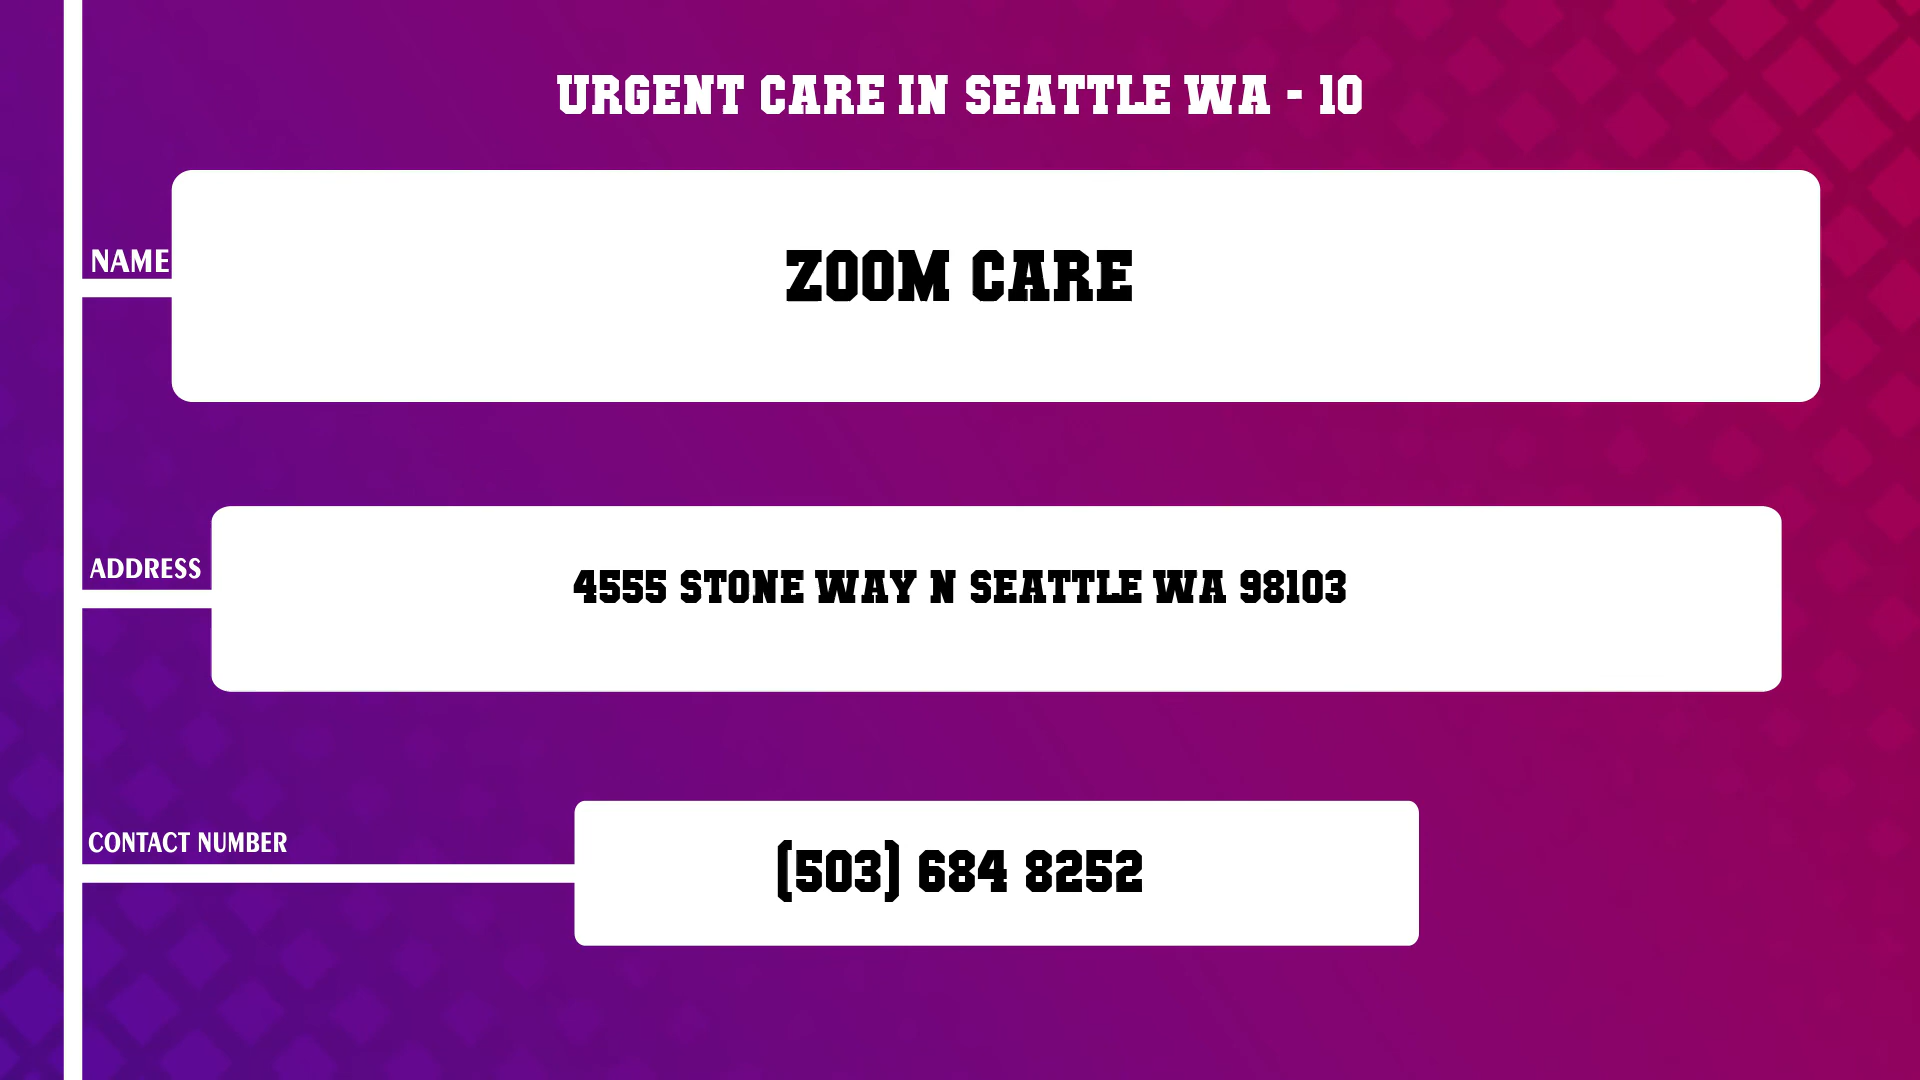 URGENT CARE IN SEATTLE WA - 10
NAME
ZOOM CARE
ADDRESS
4555 STONE WAY N SEATTLE WA 98103
CONTACT NUMBER
(503) 684 8252